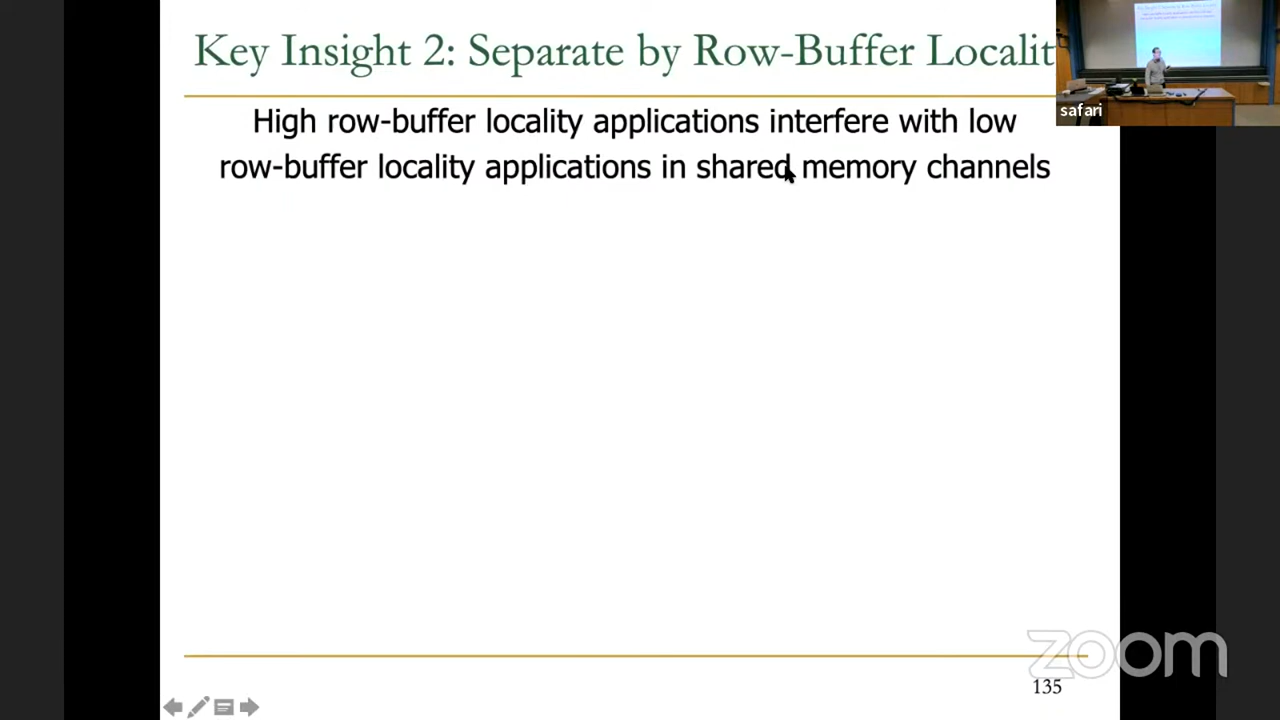 Key Insight 2: Separate by Row-Buffer Localit
safari
High row-buffer locality applications interfere with low
row-buffer locality applications in shared memory channels
zoom
135